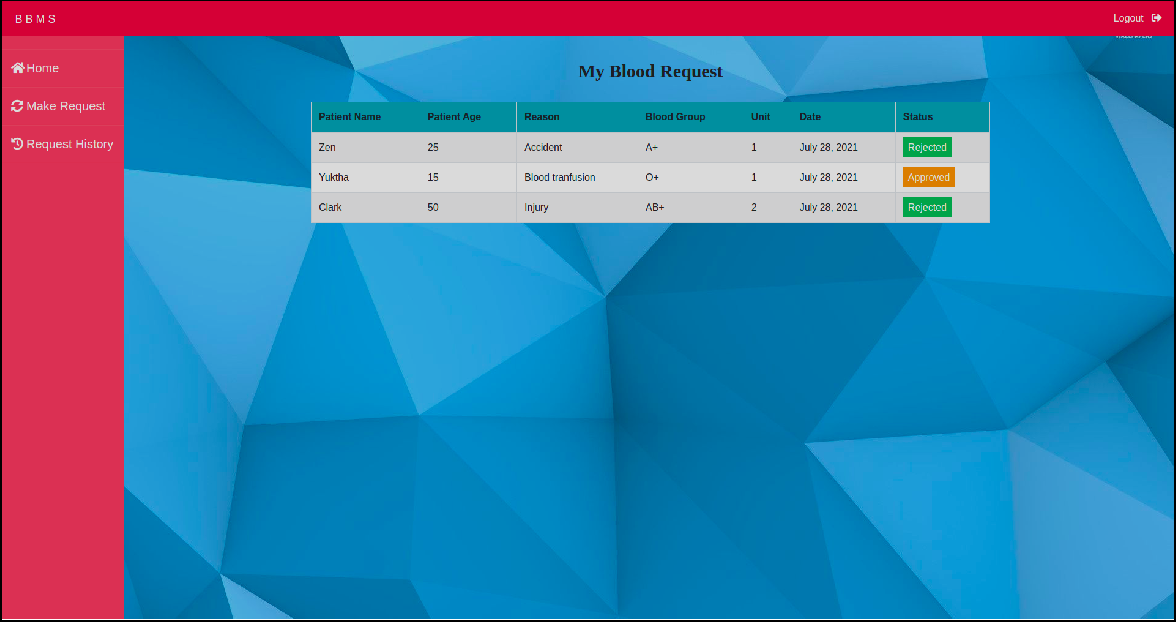 B B M S Logout
Home
Make Request
Request History
My Blood Request
Patient Name Patient Age Reason Blood Group Unit Date Status
Zen 25 Accident A+ 1 July 28, 2021 Rejected
Yuktha 15 Blood tranfusion O+ 1 July 28, 2021 Approved
Clark 50 Injury AB+ 2 July 28, 2021 Rejected